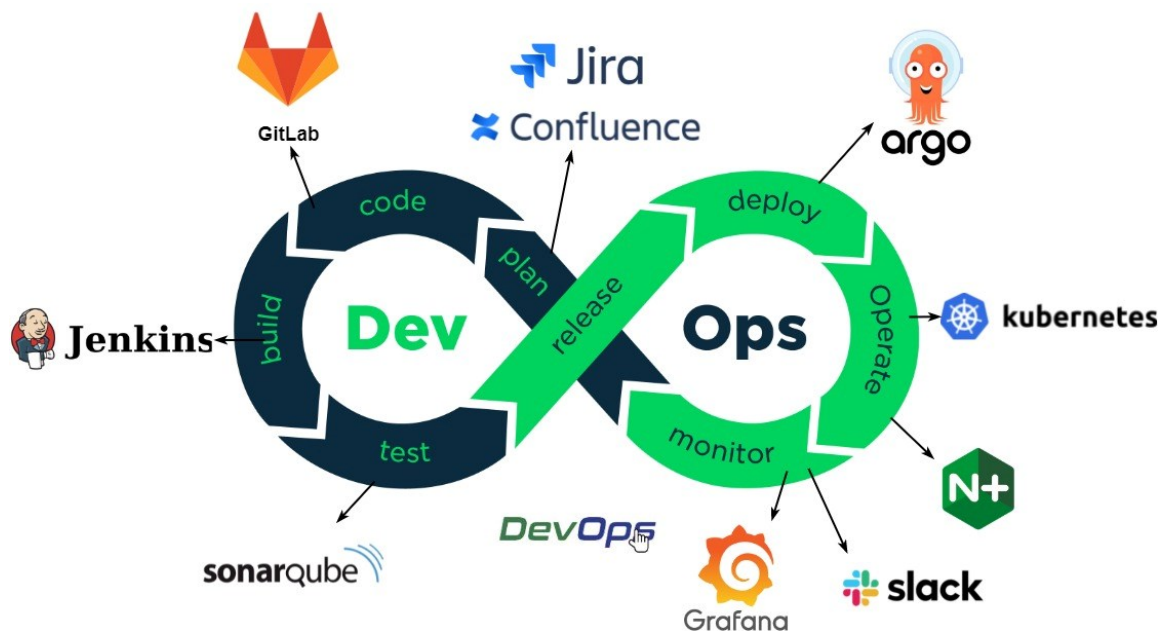 GitLab
Jira
Confluence
argo
code
plan
deploy
build
Dev
release
Ops
Operate
Jenkins
kubernetes
test
monitor
N+
sonarqube
DevOps
Grafana
slack